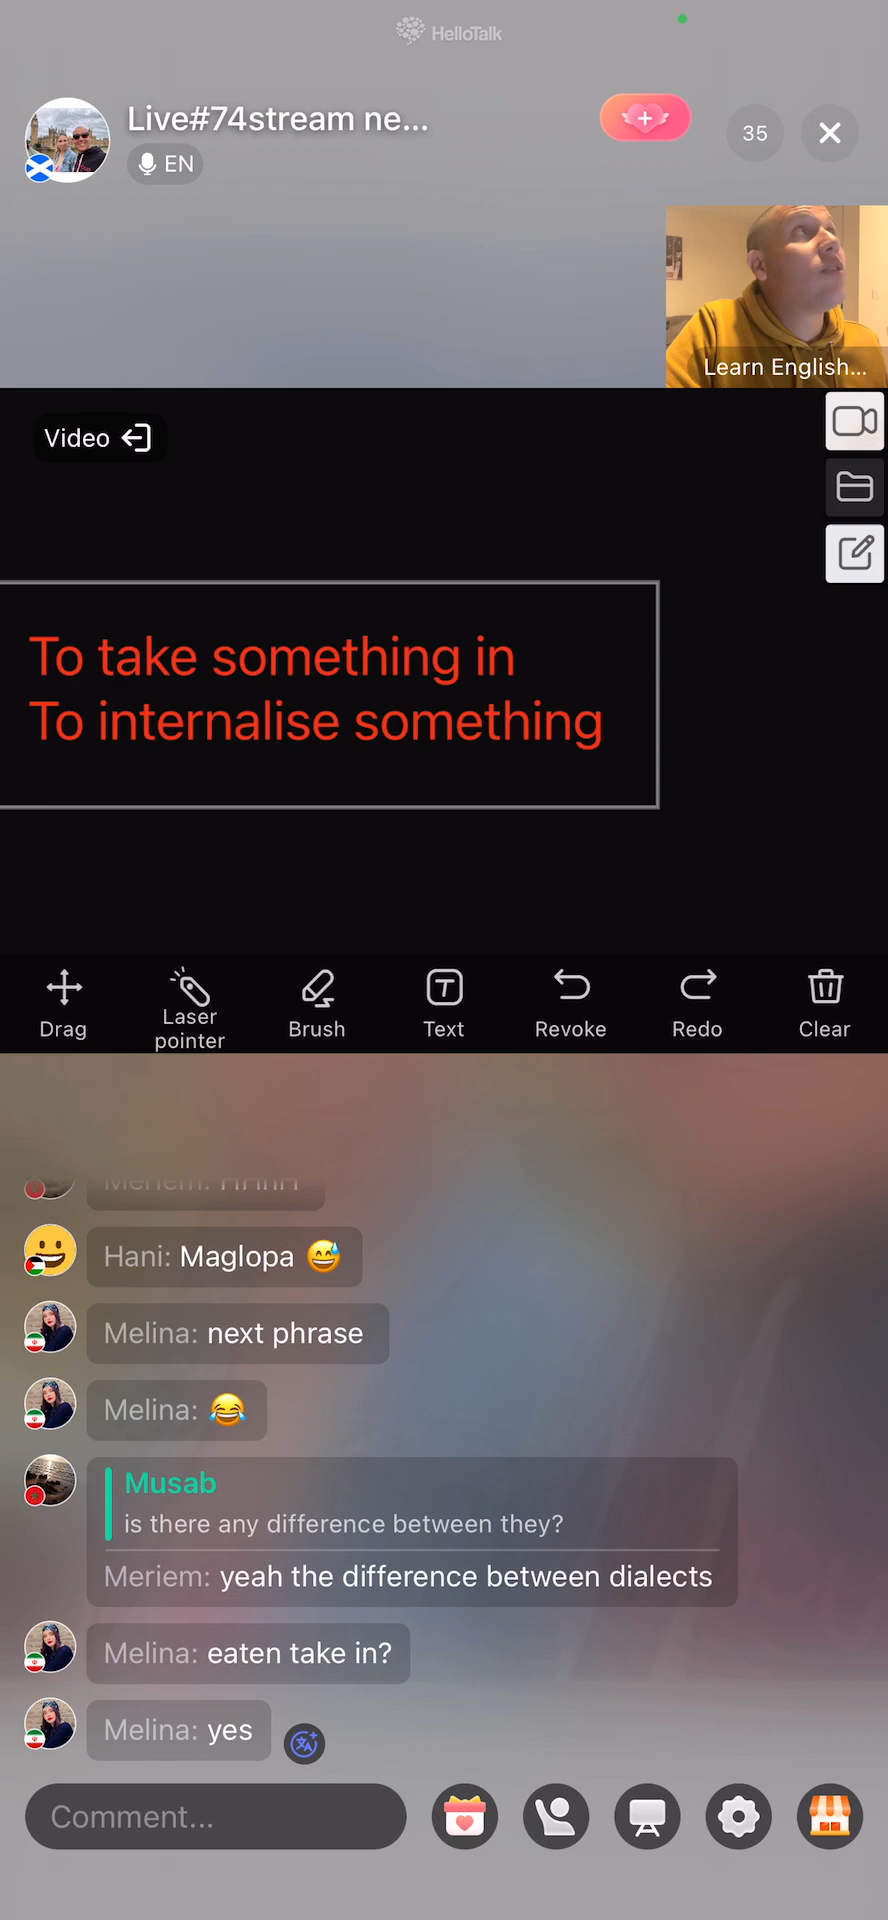 HelloTalk
Live#74stream ne...
EN
35
Learn English...
Video
To take something in
To internalise something
Drag
Laser
pointer
Brush
Text
Revoke
Redo
Clear
Meriem: HHhH
Hani: Maglopa 😅
Melina: next phrase
Melina: 😂
Musab
is there any difference between they?
Meriem: yeah the difference between dialects
Melina: eaten take in?
Melina: yes
Comment...